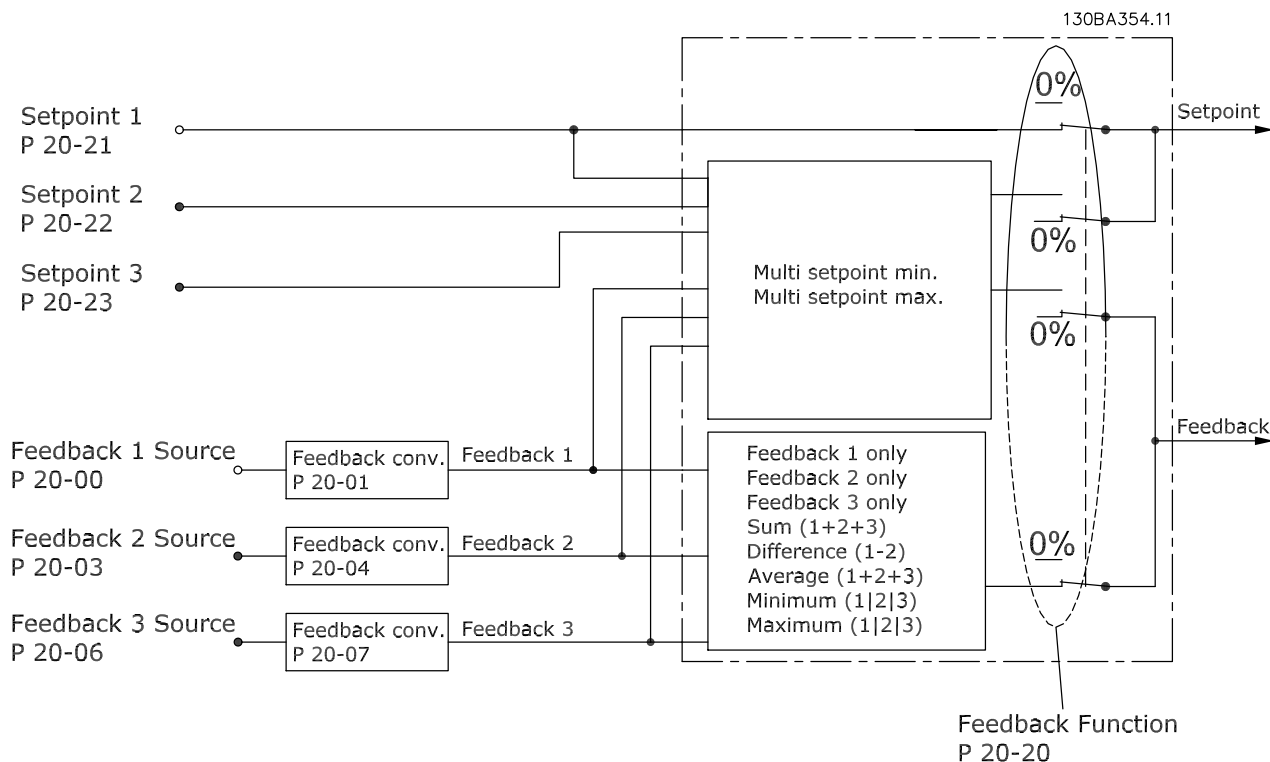 130BA354.11
0%
Setpoint 1
P 20-21
Setpoint
Setpoint 2
P 20-22
0%
Setpoint 3
P 20-23
Multi setpoint min.
Multi setpoint max.
0%
Feedback
Feedback 1 Source
P 20-00
Feedback conv.
P 20-01
Feedback 1
Feedback 1 only
Feedback 2 only
Feedback 3 only
Sum (1+2+3)
Difference (1-2)
Average (1+2+3)
Minimum (1|2|3)
Maximum (1|2|3)
0%
Feedback 2 Source
P 20-03
Feedback conv.
P 20-04
Feedback 2
Feedback 3 Source
P 20-06
Feedback conv.
P 20-07
Feedback 3
Feedback Function
P 20-20